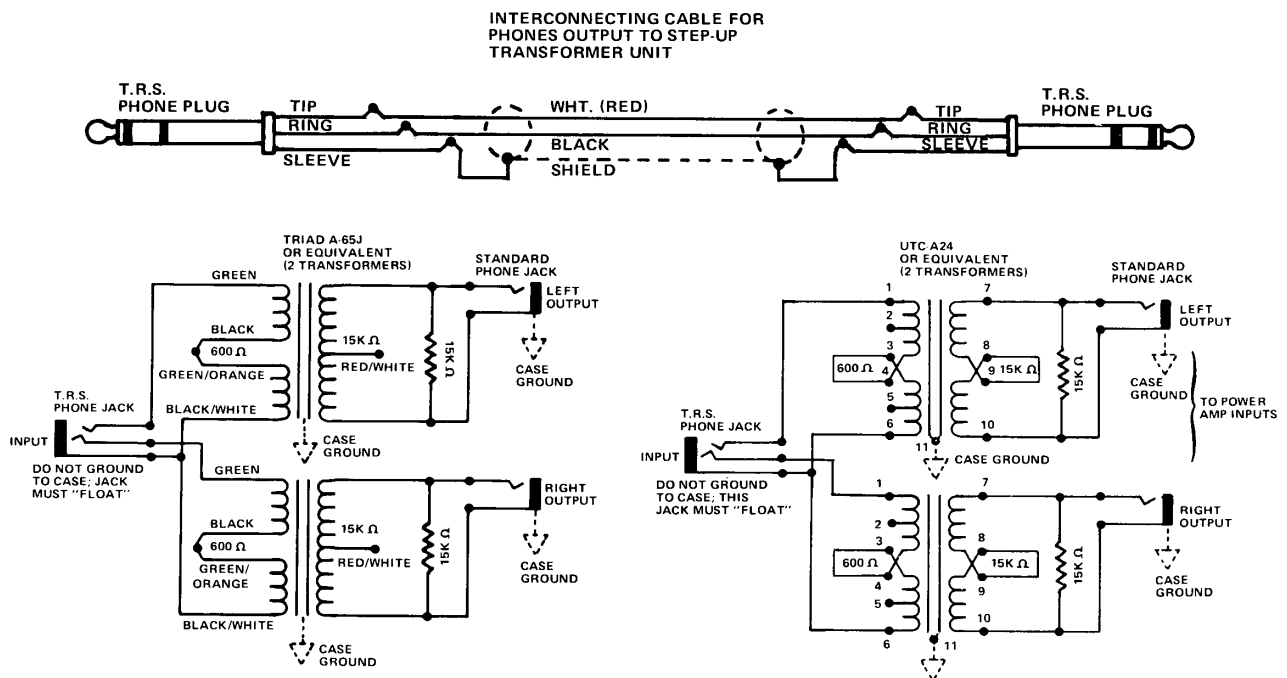 INTERCONNECTING CABLE FOR
PHONES OUTPUT TO STEP-UP
TRANSFORMER UNIT
T.R.S.
PHONE PLUG
TIP
RING
SLEEVE
WHT. (RED)
BLACK
SHIELD
T.R.S.
PHONE PLUG
TIP
RING
SLEEVE
TRIAD A-65J
OR EQUIVALENT
(2 TRANSFORMERS)
STANDARD
PHONE JACK
GREEN
LEFT
OUTPUT
BLACK
600 Ω
GREEN/ORANGE
15K Ω
RED/WHITE
15K Ω
CASE
GROUND
BLACK/WHITE
T.R.S.
PHONE JACK
INPUT
DO NOT GROUND
TO CASE; JACK
MUST "FLOAT"
CASE
GROUND
GREEN
RIGHT
OUTPUT
BLACK
600 Ω
GREEN/
ORANGE
15K Ω
RED/WHITE
15K Ω
CASE
GROUND
BLACK/WHITE
CASE
GROUND
UTC-A24
OR EQUIVALENT
(2 TRANSFORMERS)
STANDARD
PHONE JACK
1
7
2
LEFT
OUTPUT
3
8
600 Ω
4
9
15K Ω
15K Ω
CASE
GROUND
5
TO POWER
AMP INPUTS
6
10
11
CASE GROUND
T.R.S.
PHONE JACK
INPUT
DO NOT GROUND
TO CASE; THIS
JACK MUST "FLOAT"
1
7
2
RIGHT
OUTPUT
3
8
600 Ω
15K Ω
15K Ω
4
9
CASE
GROUND
5
10
6
11